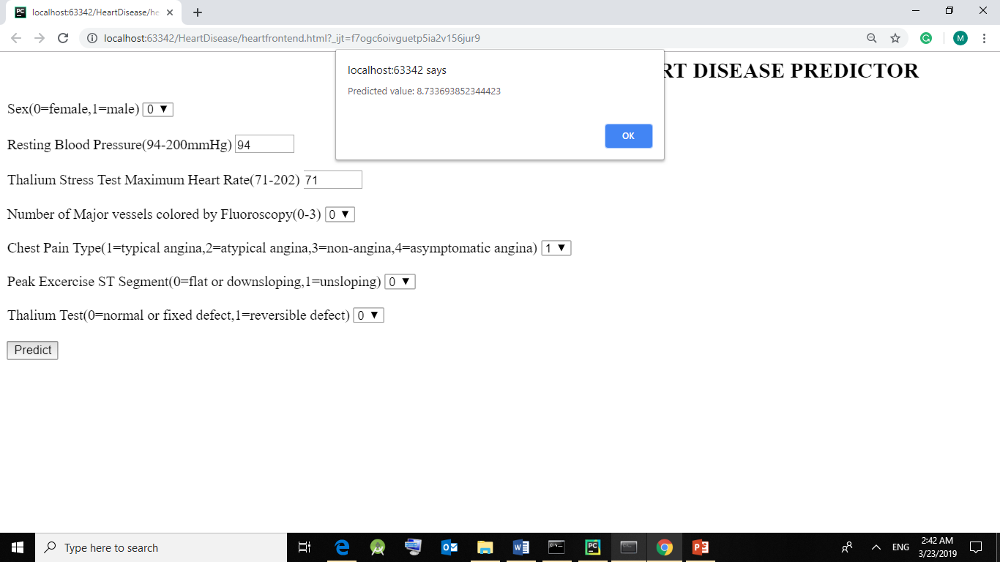 localhost:63342/HeartDisease/he
localhost:63342/HeartDisease/heartfrontend.html?_ijt=f7ogc6oivguetp5ia2v156jur9
M
localhost:63342 says
Predicted value: 8.733693852344423
OK
DISEASE PREDICTOR
Sex(0=female,1=male) 0
Resting Blood Pressure(94-200mmHg) 94
Thalium Stress Test Maximum Heart Rate(71-202) 71
Number of Major vessels colored by Fluoroscopy(0-3) 0
Chest Pain Type(1=typical angina,2=atypical angina,3=non-angina,4=asymptomatic angina) 1
Peak Excercise ST Segment(0=flat or downsloping,1=unsloping) 0
Thalium Test(0=normal or fixed defect,1=reversible defect) 0
Predict
Type here to search
ENG
2:42 AM
3/23/2019